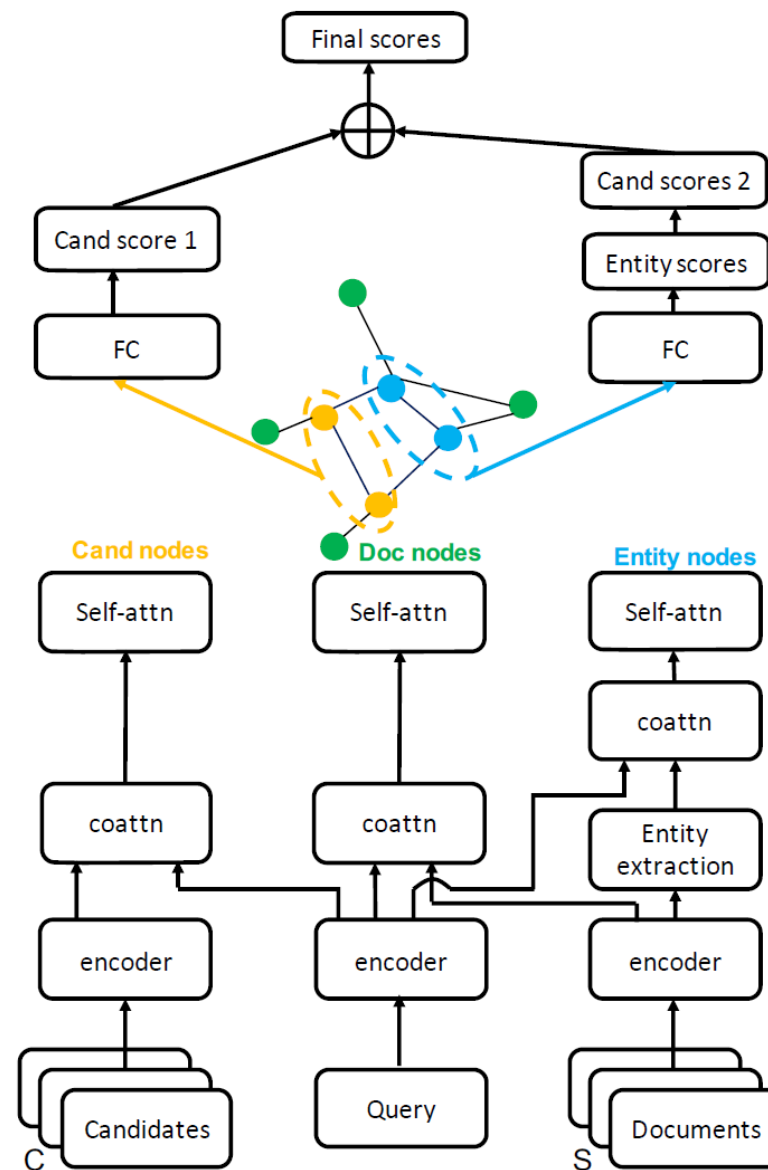 Final scores
Cand scores 2
Cand score 1
Entity scores
FC
FC
Cand nodes
Doc nodes
Entity nodes
Self-attn
Self-attn
Self-attn
coattn
coattn
coattn
Entity
extraction
encoder
encoder
encoder
Candidates
C
Query
Documents
S